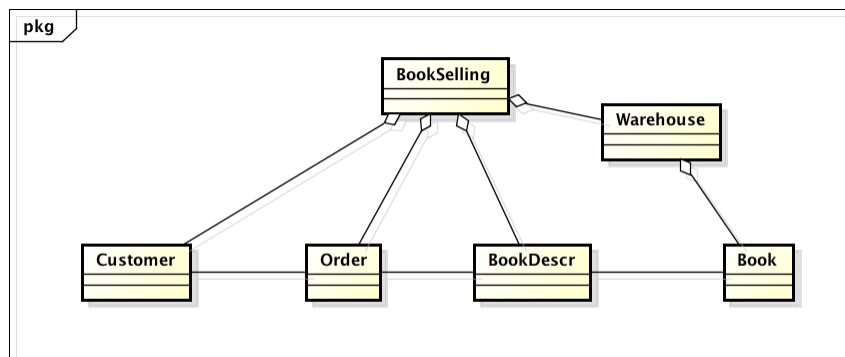 pkg
BookSelling
Warehouse
Customer
Order
BookDescr
Book